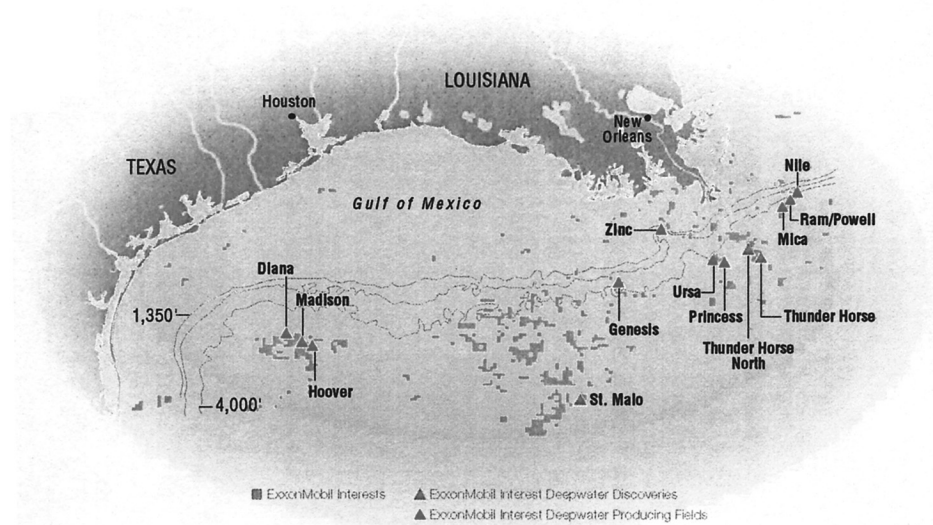 LOUISIANA
Houston
New
Orleans
TEXAS
Nile
Gulf of Mexico
Ram/Powell
Zinc
Mica
Diana
Madison
Ursa
1,350'
Princess
Thunder Horse
Genesis
Thunder Horse
North
Hoover
St. Malo
4,000'
ExxonMobil Interests
ExxonMobil Interest Deepwater Discoveries
ExxonMobil Interest Deepwater Producing Fields